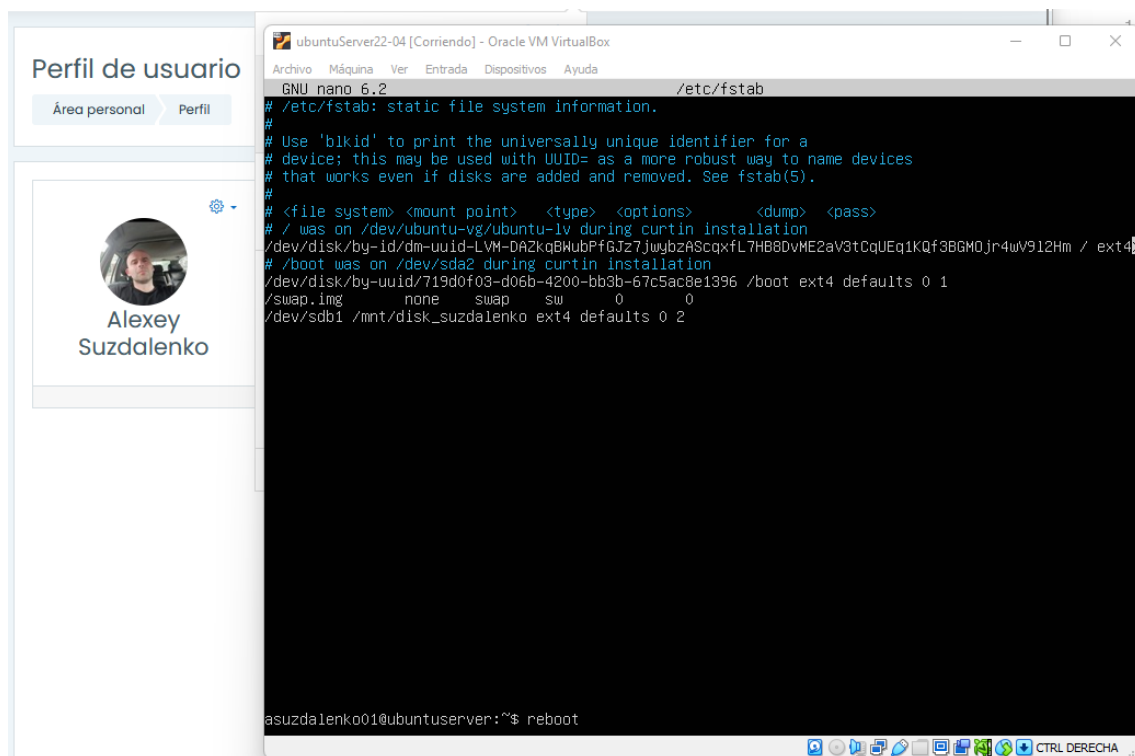 Perfil de usuario
Área personal
Perfil
Alexey
Suzdalenko
ubuntuServer22-04 [Corriendo] - Oracle VM VirtualBox
Archivo Máquina Ver Entrada Dispositivos Ayuda
GNU nano 6.2 /etc/fstab
# /etc/fstab: static file system information.
#
# Use 'blkid' to print the universally unique identifier for a
# device; this may be used with UUID= as a more robust way to name devices
# that works even if disks are added and removed. See fstab(5).
#
# <file system> <mount point> <type> <options> <dump> <pass>
# / was on /dev/ubuntu-vg/ubuntu-lv during curtin installation
/dev/disk/by-id/dm-uuid-LVM-DAZkqBWubPfGJz7jwybzAScqxfL7HB8DvME2aV3tCqUEq1KQf3BGMOjr4wV9l2Hm / ext4
# /boot was on /dev/sda2 during curtin installation
/dev/disk/by-uuid/719d0f03-d06b-4200-bb3b-67c5ac8e1396 /boot ext4 defaults 0 1
/swap.img none swap sw 0 0
/dev/sdb1 /mnt/disk_suzdalenko ext4 defaults 0 2
asuzdalenko01@ubuntuserver:~$ reboot
CTRL DERECHA